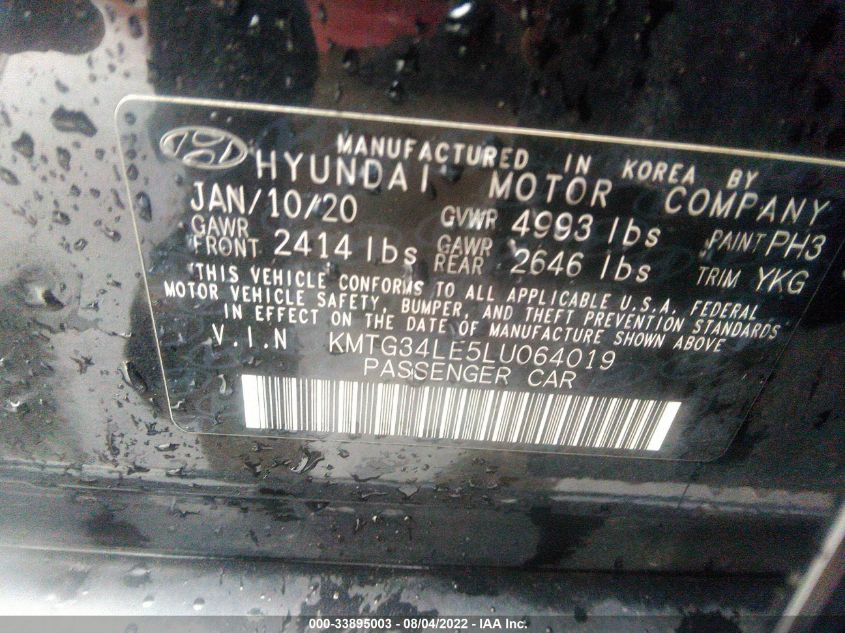 MANUFACTURED IN KOREA BY
HYUNDAI MOTOR COMPANY
JAN/10/20 GVWR 4993 lbs PAINT PH3
GAWR FRONT 2414 lbs GAWR REAR 2646 lbs TRIM YKG
THIS VEHICLE CONFORMS TO ALL APPLICABLE U.S.A. FEDERAL
MOTOR VEHICLE SAFETY, BUMPER, AND THEFT PREVENTION STANDARDS
IN EFFECT ON THE DATE OF MANUFACTURE SHOWN ABOVE
V.I.N KMTG34LE5LU064019
PASSENGER CAR
000-33895003 - 08/04/2022 - IAA Inc.